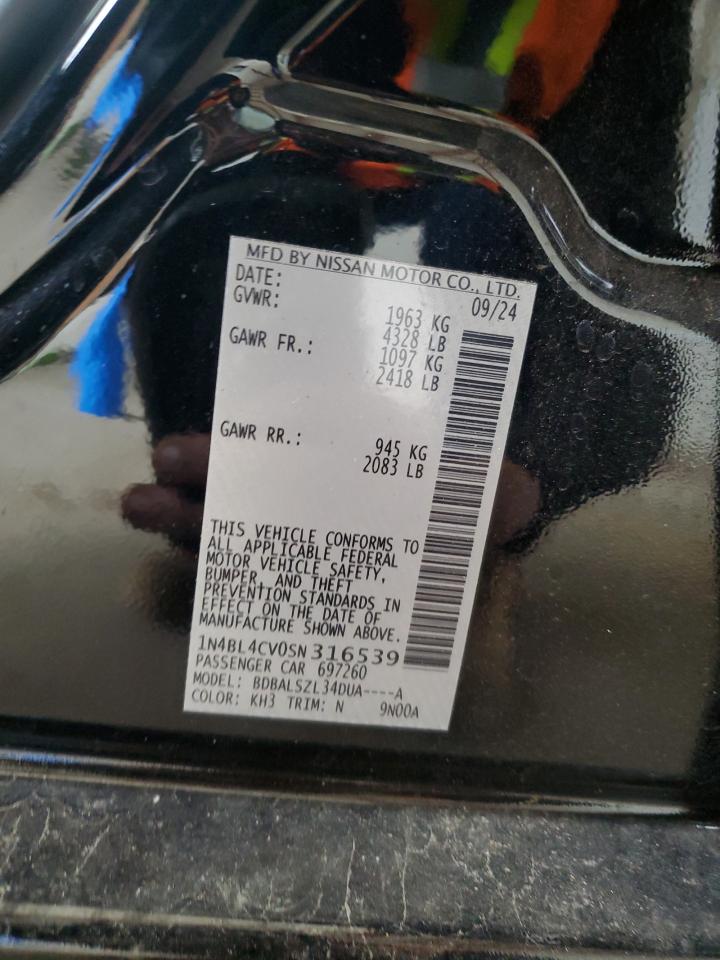 MFD BY NISSAN MOTOR CO., LTD.
DATE: 09/24
GVWR: 1963 KG
4328 LB
GAWR FR.: 1097 KG
2418 LB
GAWR RR.: 945 KG
2083 LB
THIS VEHICLE CONFORMS TO
ALL APPLICABLE FEDERAL
MOTOR VEHICLE SAFETY,
BUMPER, AND THEFT
PREVENTION STANDARDS IN
EFFECT ON THE DATE OF
MANUFACTURE SHOWN ABOVE.
1N4BL4CV0SN316539
PASSENGER CAR 697260
MODEL: BDBALSZL34DUA----A
COLOR: KH3 TRIM: N 9N00A